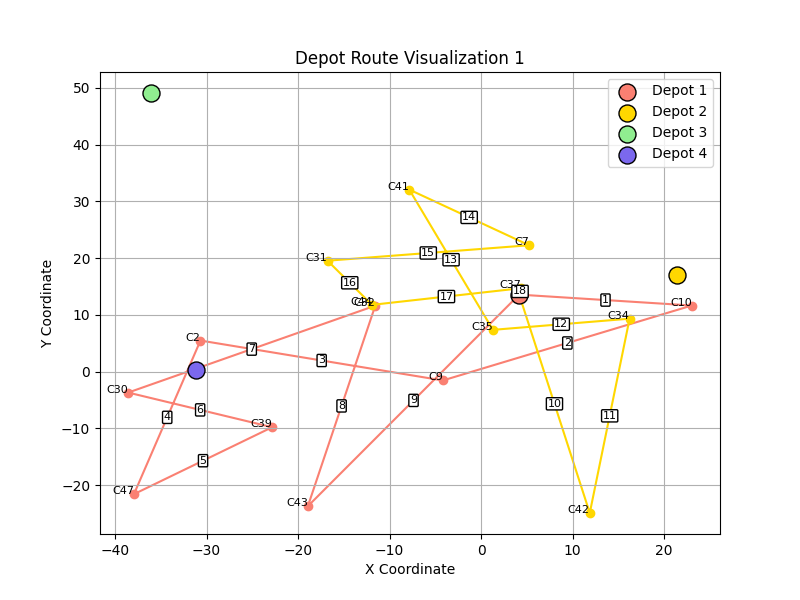 Depot Route Visualization 1
Depot 1
Depot 2
Depot 3
Depot 4
Y Coordinate
50
40
30
20
10
0
−10
−20
−40
−30
−20
−10
0
10
20
X Coordinate
C41
14
C7
15
13
C31
16
C37
18
17
C44
1
C10
C34
C35
12
2
C2
7
3
C9
C30
6
4
8
9
10
11
C39
5
C47
C43
C42